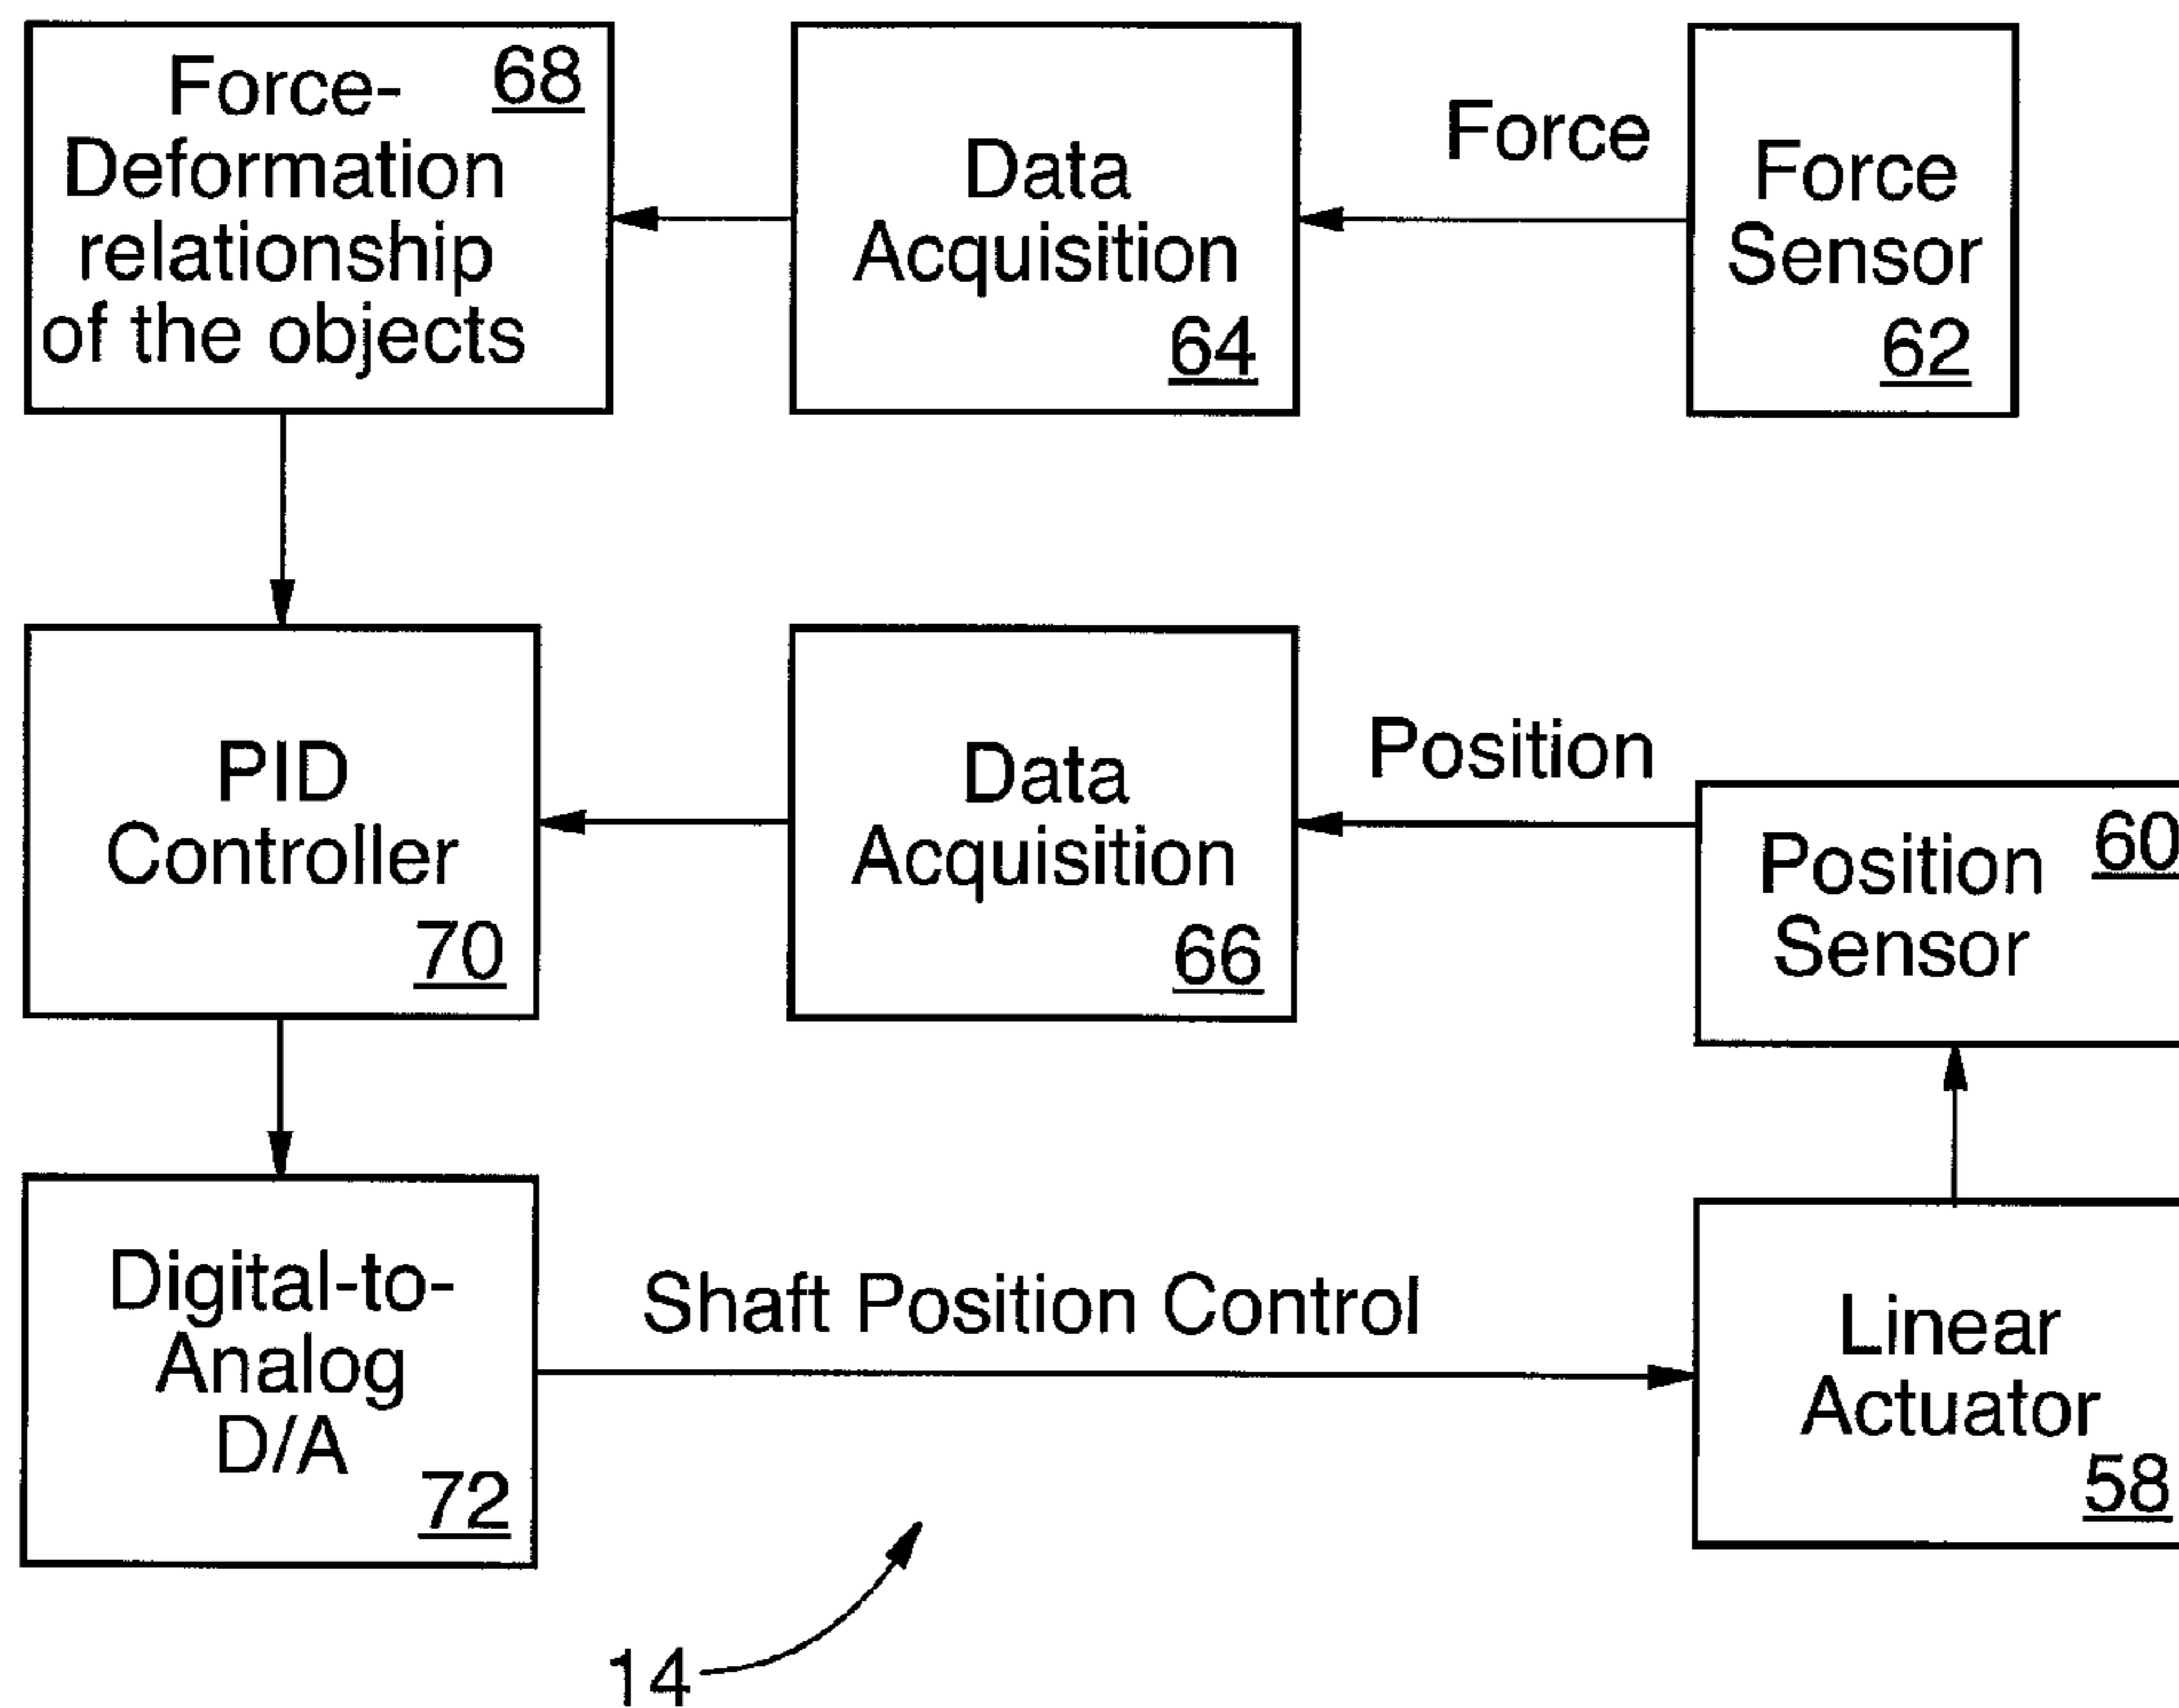 Force-
68
Deformation
relationship
of the objects
Data
Acquisition
64
Force
Force
Sensor
62
PID
Controller
70
Data
Acquisition
66
Position
60
Position
Sensor
Digital-to-
Analog
D/A
72
Shaft Position Control
Linear
Actuator
58
14